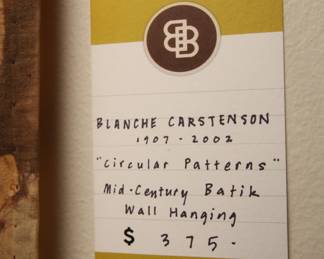 BLANCHE CARSTENSON
1907 - 2002
"Circular Patterns"
Mid-Century Batik
Wall Hanging
$ 375-